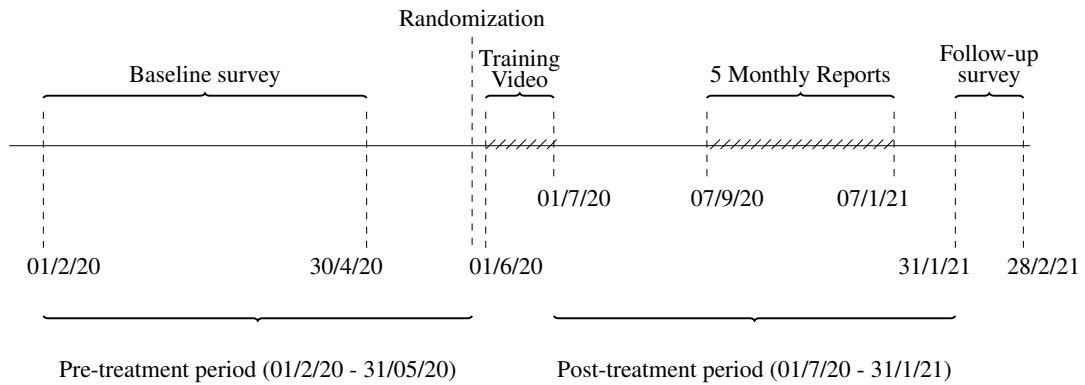 Randomization
Baseline survey
Training
Video
5 Monthly Reports
Follow-up
survey
01/7/20
07/9/20
07/1/21
01/2/20
30/4/20
01/6/20
31/1/21
28/2/21
Pre-treatment period (01/2/20 - 31/05/20)
Post-treatment period (01/7/20 - 31/1/21)